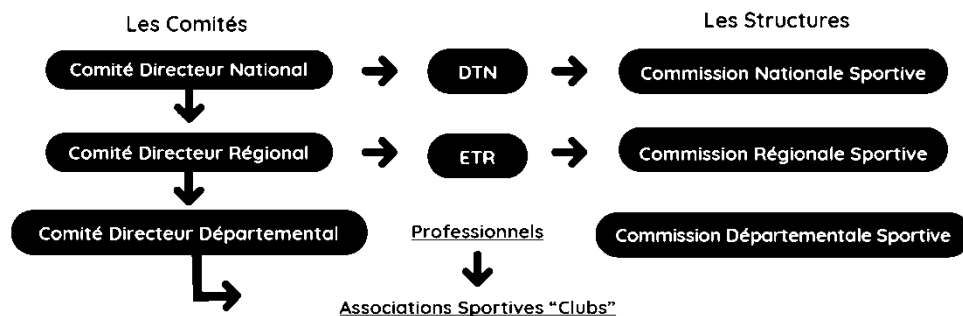 Les Comités
Les Structures
Comité Directeur National
DTN
Commission Nationale Sportive
Comité Directeur Régional
ETR
Commission Régionale Sportive
Comité Directeur Départemental
Professionnels
Commission Départementale Sportive
Associations Sportives "Clubs"